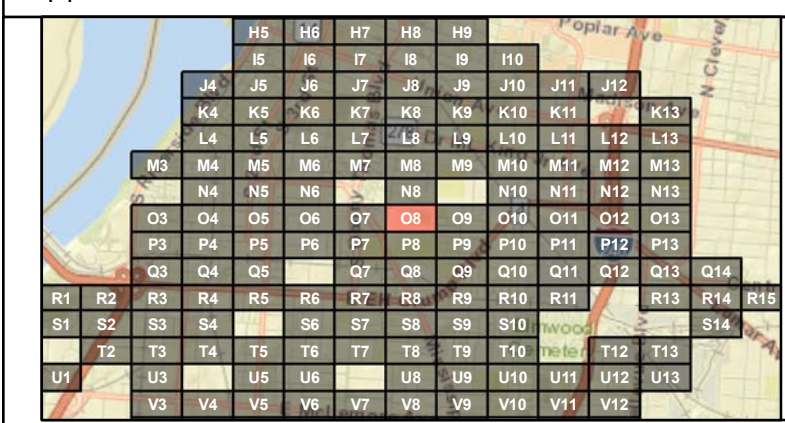 H5 H6 H7 H8 H9 Poplar Ave
I5 I6 I7 I8 I9 I10 N Cleve
J4 J5 J6 J7 J8 J9 J10 J11 J12 Madison Ave
K4 K5 K6 K7 K8 K9 K10 K11 K13
L4 L5 L6 L7 L8 L9 L10 L11 L12 L13
M3 M4 M5 M6 M7 M8 M9 M10 M11 M12 M13
N4 N5 N6 N8 N10 N11 N12 N13
O3 O4 O5 O6 O7 O8 O9 O10 O11 O12 O13
P3 P4 P5 P6 P7 P8 P9 P10 P11 P12 P13
Q3 Q4 Q5 Q7 Q8 Q9 Q10 Q11 Q12 Q13 Q14
R1 R2 R3 R4 R5 R6 R7 R8 R9 R10 R11 R13 R14 R15
S1 S2 S3 S4 S6 S7 S8 S9 S10 S14
T2 T3 T4 T5 T6 T7 T8 T9 T10 T12 T13
U1 U3 U5 U6 U8 U9 U10 U11 U12 U13
V3 V4 V5 V6 V7 V8 V9 V10 V11 V12